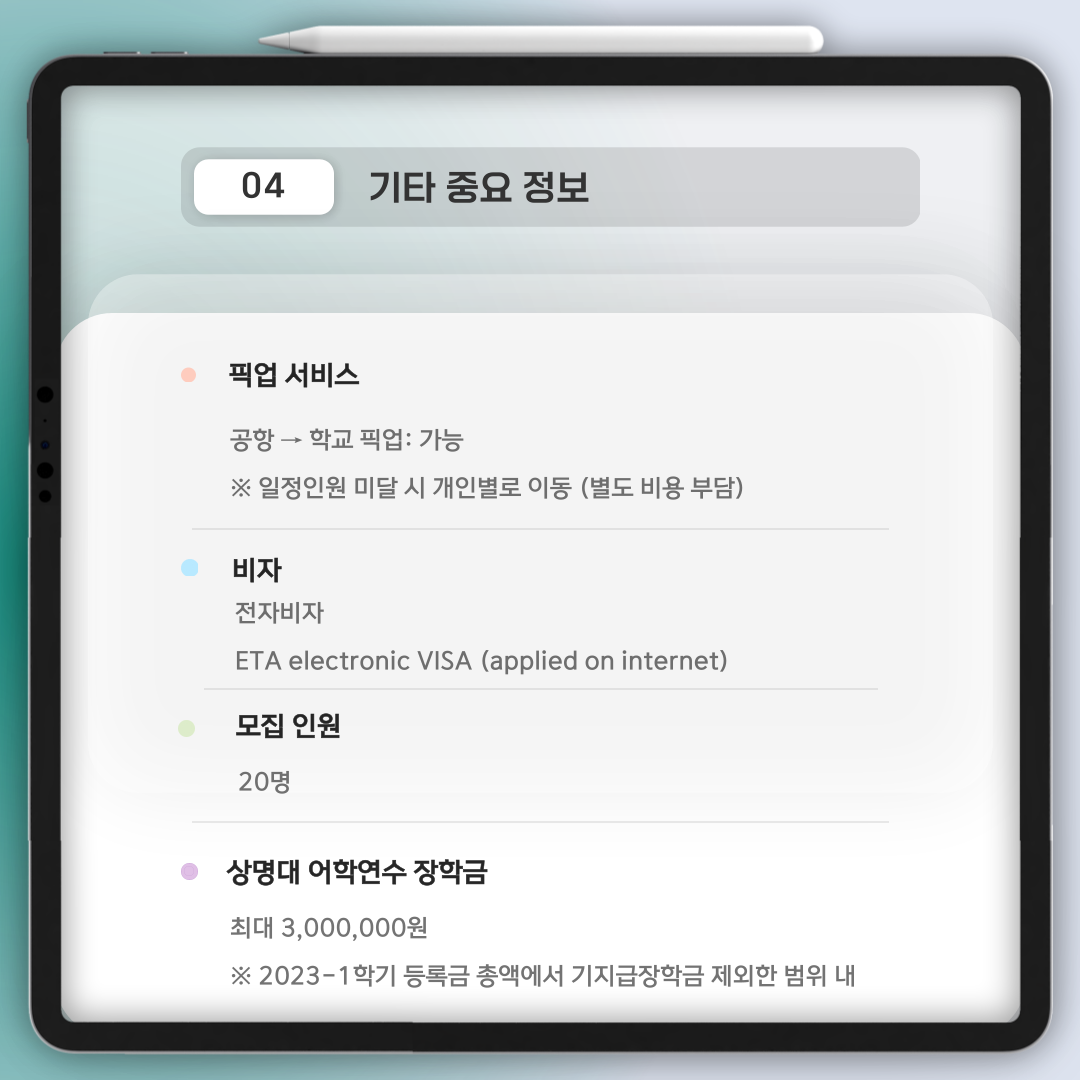 04 기타 중요 정보
픽업 서비스
공항 → 학교 픽업: 가능
※ 일정인원 미달 시 개인별로 이동 (별도 비용 부담)
비자
전자비자
ETA electronic VISA (applied on internet)
모집 인원
20명
상명대 어학연수 장학금
최대 3,000,000원
※ 2023-1학기 등록금 총액에서 기지급장학금 제외한 범위 내